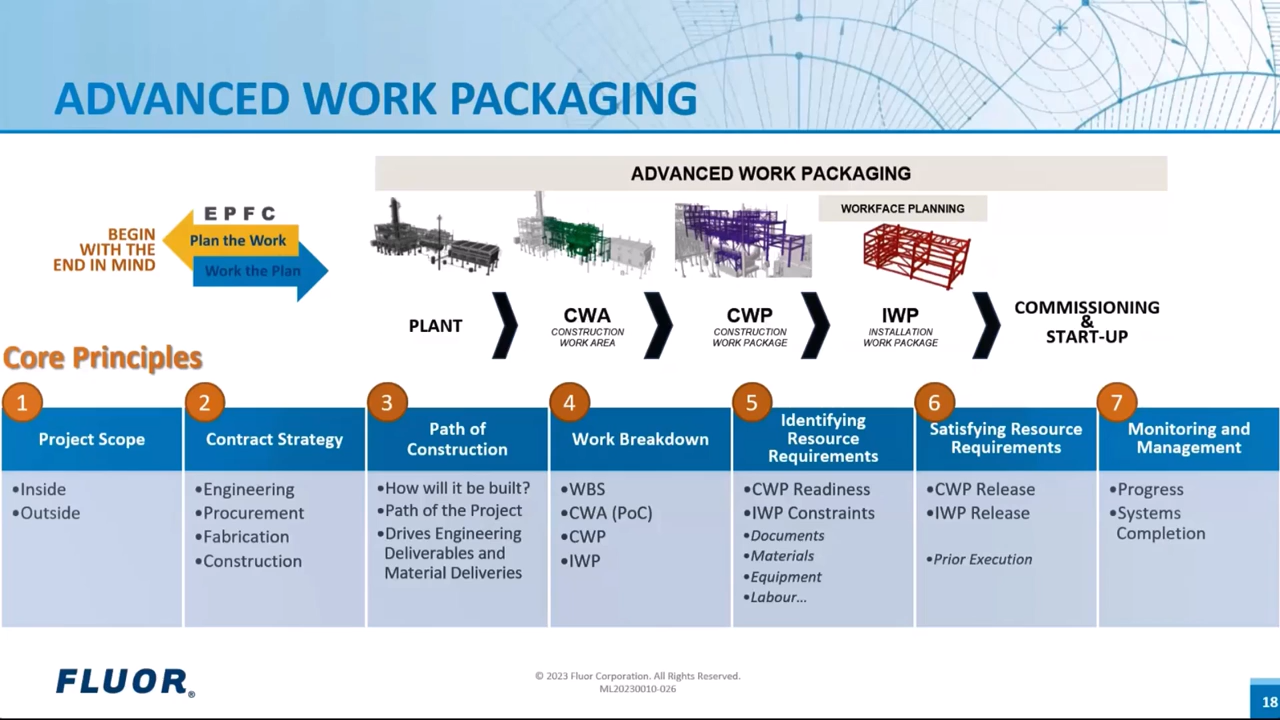 ADVANCED WORK PACKAGING
ADVANCED WORK PACKAGING
WORKFACE PLANNING
E P F C
BEGIN
WITH THE
END IN MIND
Plan the Work
Work the Plan
PLANT
CWA
CONSTRUCTION
WORK AREA
CWP
CONSTRUCTION
WORK PACKAGE
IWP
INSTALLATION
WORK PACKAGE
COMMISSIONING
&
START-UP
Core Principles
1
Project Scope
•Inside
•Outside
2
Contract Strategy
•Engineering
•Procurement
•Fabrication
•Construction
3
Path of
Construction
•How will it be built?
•Path of the Project
•Drives Engineering
Deliverables and
Material Deliveries
4
Work Breakdown
•WBS
•CWA (PoC)
•CWP
•IWP
5
Identifying
Resource
Requirements
•CWP Readiness
•IWP Constraints
•Documents
•Materials
•Equipment
•Labour...
6
Satisfying Resource
Requirements
•CWP Release
•IWP Release
•Prior Execution
7
Monitoring and
Management
•Progress
•Systems
Completion
FLUOR®
© 2023 Fluor Corporation. All Rights Reserved.
ML20230010-026
18